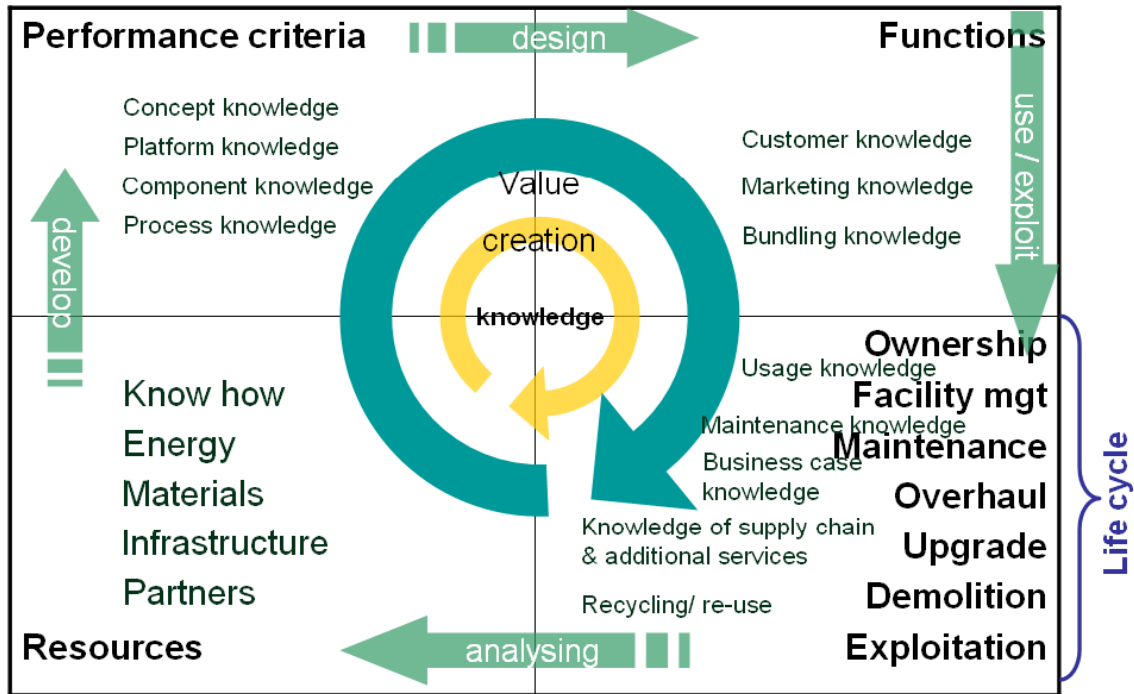 Performance criteria
design
Functions
Concept knowledge
Platform knowledge
Component knowledge
Process knowledge
develop
Value
creation
knowledge
Customer knowledge
Marketing knowledge
Bundling knowledge
use / exploit
Know how
Energy
Materials
Infrastructure
Partners
Resources
Usage knowledge
Maintenance knowledge
Business case
knowledge
Knowledge of supply chain
& additional services
Recycling/ re-use
analysing
Ownership
Facility mgt
Maintenance
Overhaul
Upgrade
Demolition
Exploitation
Life cycle